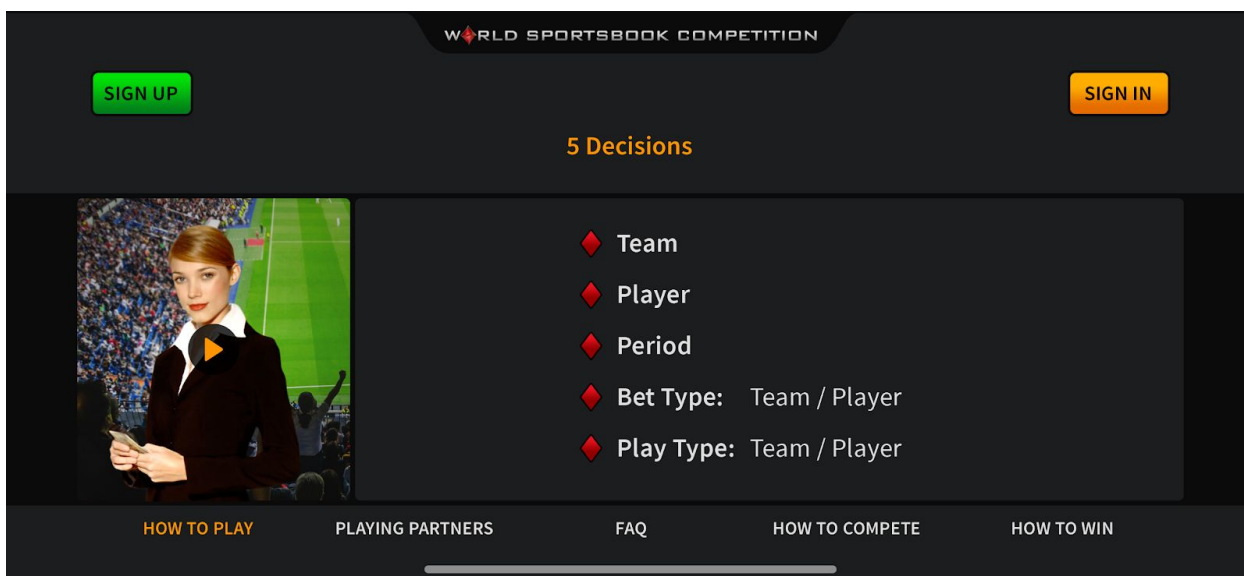 WORLD SPORTSBOOK COMPETITION
SIGN UP
SIGN IN
5 Decisions
Team
Player
Period
Bet Type: Team / Player
Play Type: Team / Player
HOW TO PLAY PLAYING PARTNERS FAQ HOW TO COMPETE HOW TO WIN